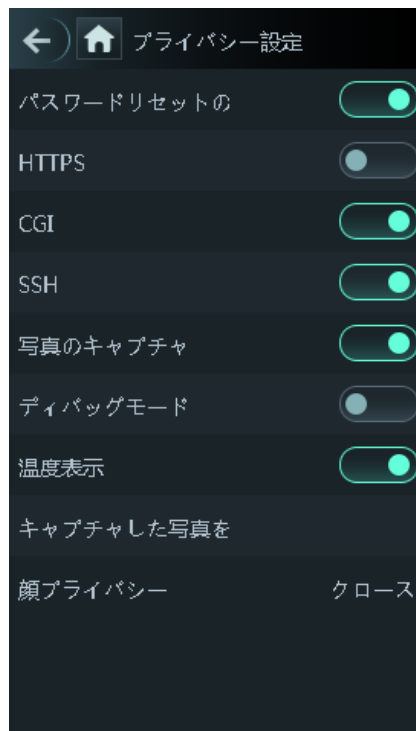 プライバシー設定
パスワードリセットの
HTTPS
CGI
SSH
写真のキャプチャ
ディバッグモード
温度表示
キャプチャした写真を
顔プライバシー クロース